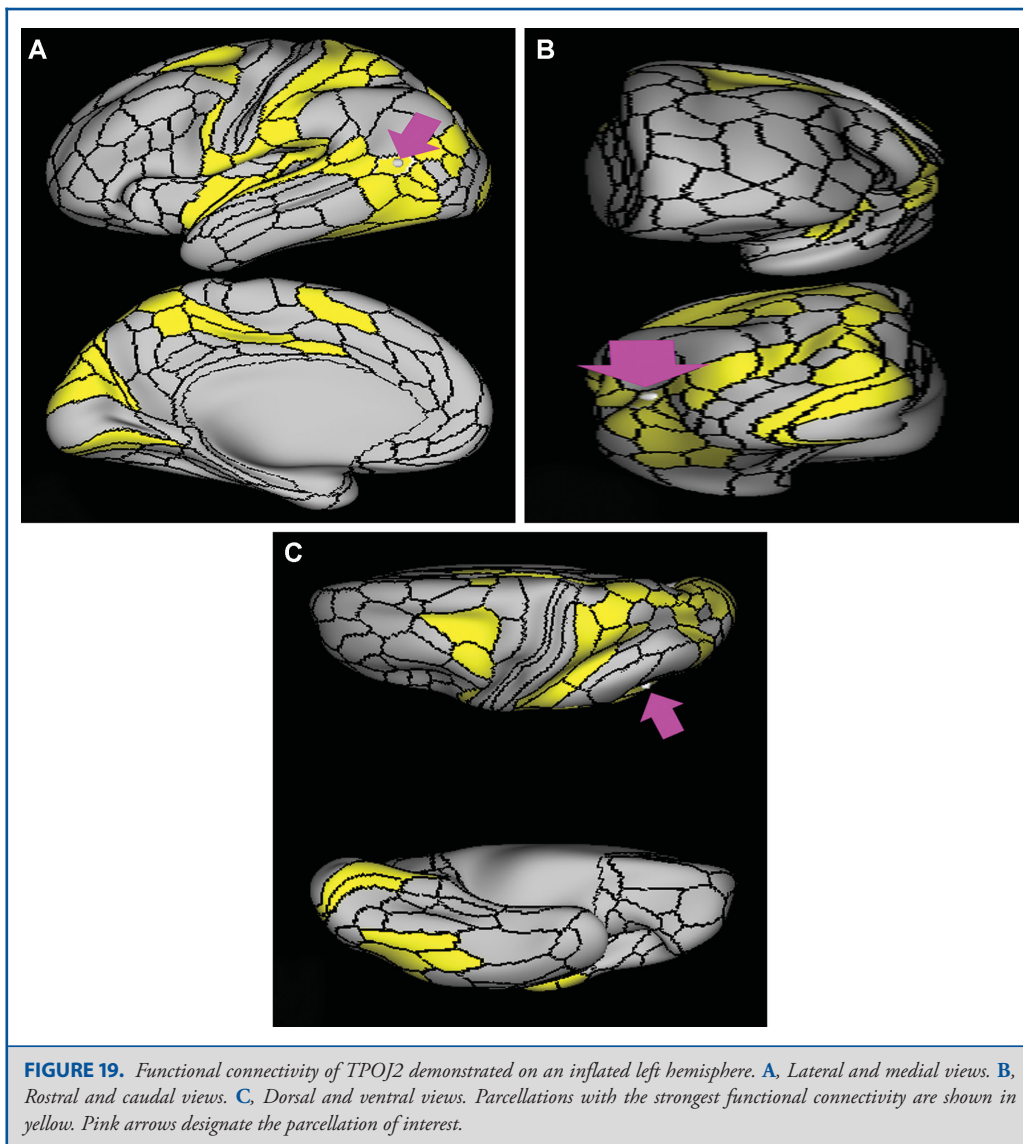 A
B
C
FIGURE 19. Functional connectivity of TPOJ2 demonstrated on an inflated left hemisphere. A, Lateral and medial views. B,
Rostral and caudal views. C, Dorsal and ventral views. Parcellations with the strongest functional connectivity are shown in
yellow. Pink arrows designate the parcellation of interest.